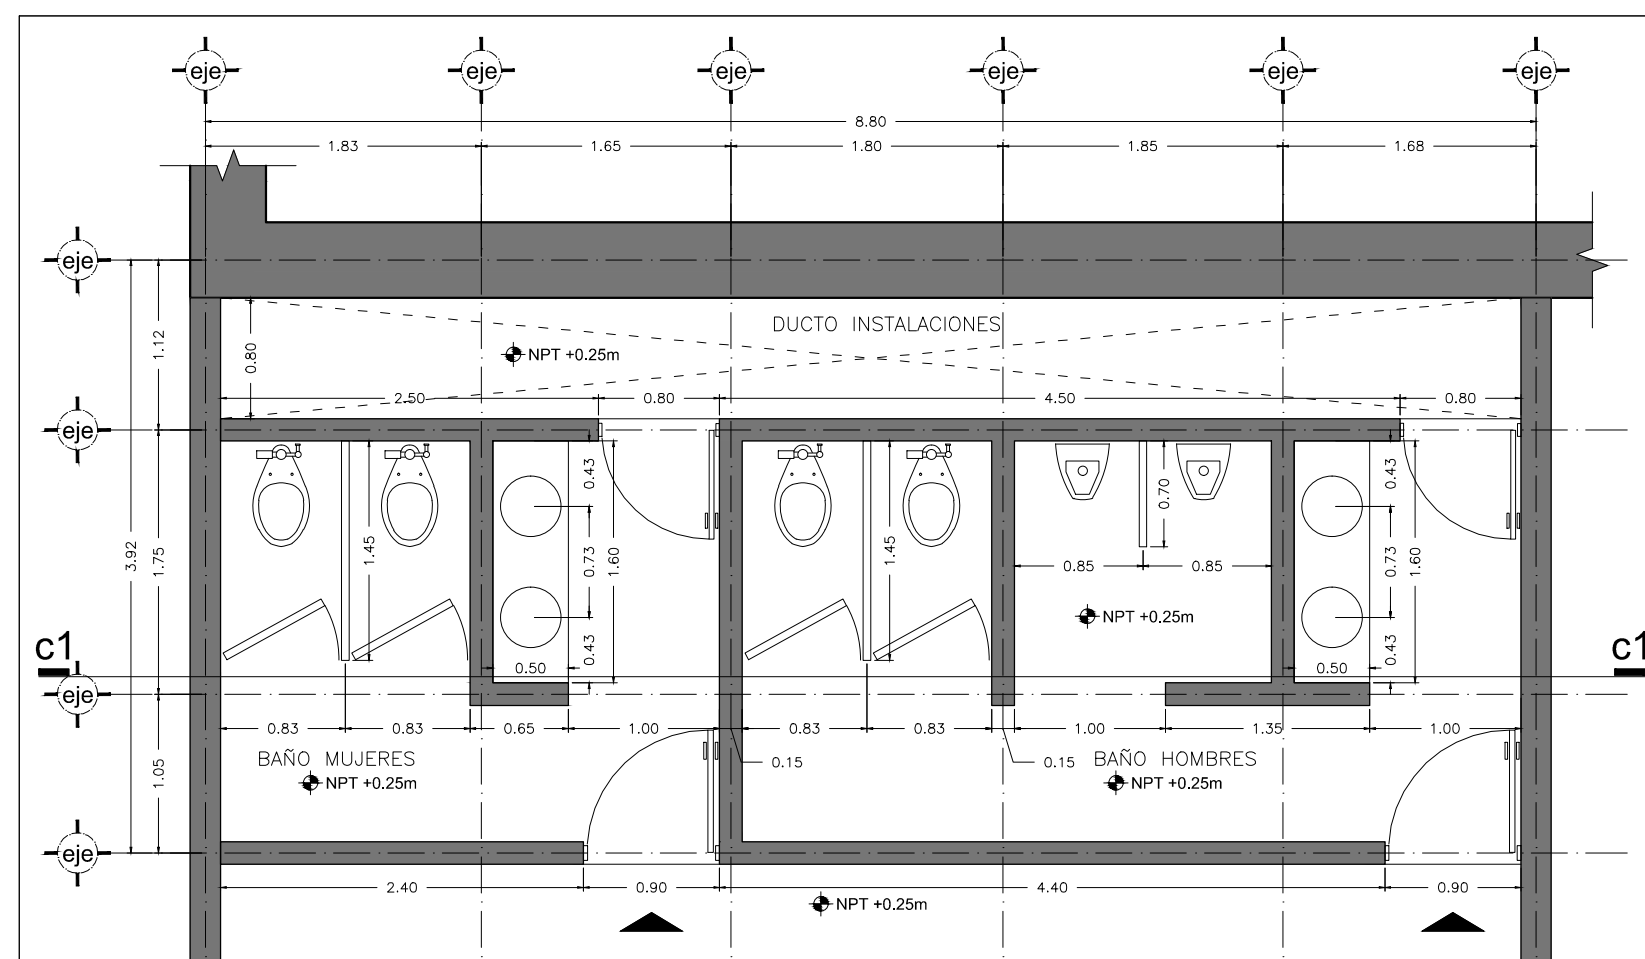 eje eje eje eje eje eje
8.80
1.83 1.65 1.80 1.85 1.68
eje
DUCTO INSTALACIONES
1.12 0.80
NPT +0.25m
2.50 0.80 4.50 0.80
eje
0.43 0.43
0.70
3.92 1.75 1.45 0.73 1.60 1.45 0.73 1.60
0.85 0.85
NPT +0.25m
c1 c1
0.50 0.43 0.50 0.43
eje
0.83 0.83 0.65 1.00 0.83 0.83 1.00 1.35 1.00
BAÑO MUJERES 0.15 0.15 BAÑO HOMBRES
1.05
NPT +0.25m NPT +0.25m
eje
2.40 0.90 4.40 0.90
NPT +0.25m